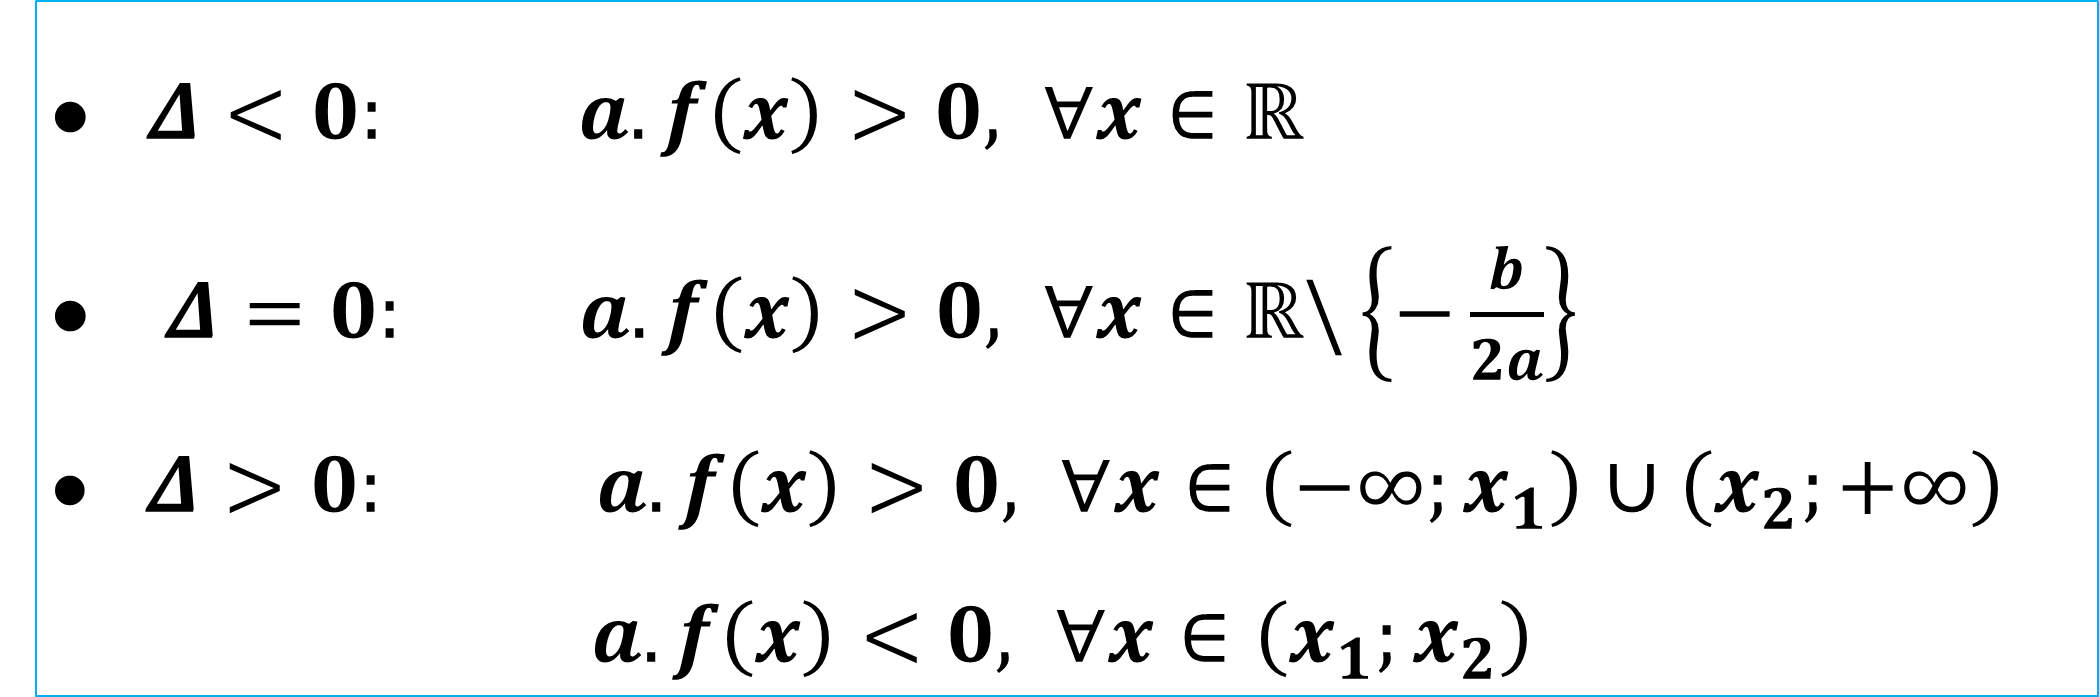 • Δ < 0: a. f(x) > 0, ∀x ∈ ℝ
• Δ = 0: a. f(x) > 0, ∀x ∈ ℝ\{−b/2a}
• Δ > 0: a. f(x) > 0, ∀x ∈ (−∞; x₁) ∪ (x₂; +∞)
a. f(x) < 0, ∀x ∈ (x₁; x₂)